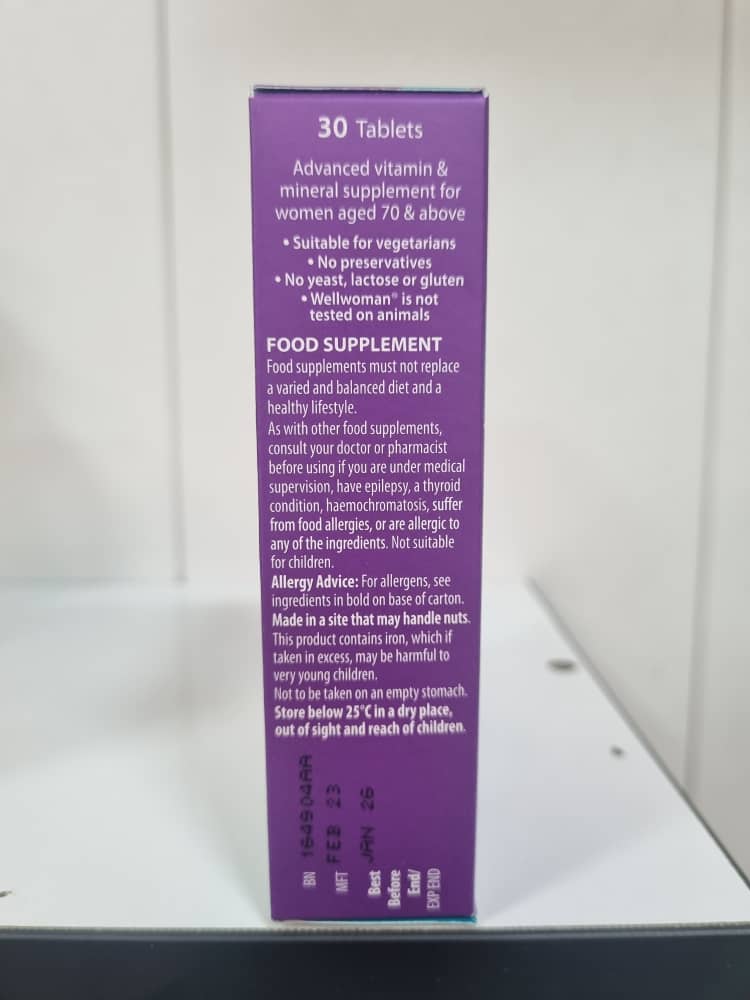 30 Tablets
Advanced vitamin &
mineral supplement for
women aged 70 & above
• Suitable for vegetarians
• No preservatives
• No yeast, lactose or gluten
• Wellwoman® is not
tested on animals
FOOD SUPPLEMENT
Food supplements must not replace
a varied and balanced diet and a
healthy lifestyle.
As with other food supplements,
consult your doctor or pharmacist
before using if you are under medical
supervision, have epilepsy, a thyroid
condition, haemochromatosis, suffer
from food allergies, or are allergic to
any of the ingredients. Not suitable
for children.
Allergy Advice: For allergens, see
ingredients in bold on base of carton.
Made in a site that may handle nuts.
This product contains iron, which if
taken in excess, may be harmful to
very young children.
Not to be taken on an empty stomach.
Store below 25°C in a dry place,
out of sight and reach of children.
BN 164904AA
MFT FEB 23
Best JAN 26
Before
End/
EXP END